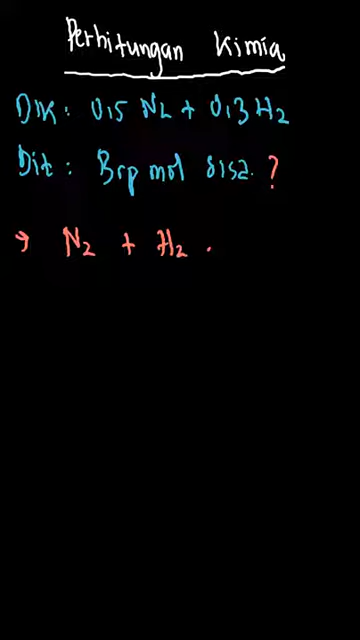 Perhitungan Kimia
Dik: 0,5 N2 + 0,3 H2
Dit: Brp mol sisa ?
→ N2 + H2